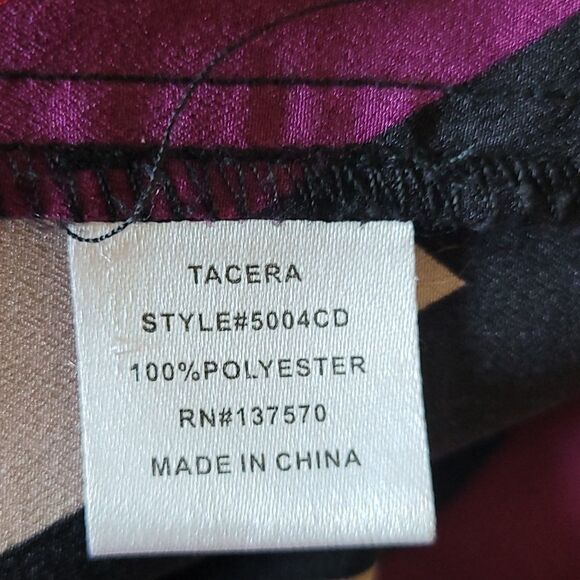 TACERA
STYLE#5004CD
100%POLYESTER
RN#137570
MADE IN CHINA